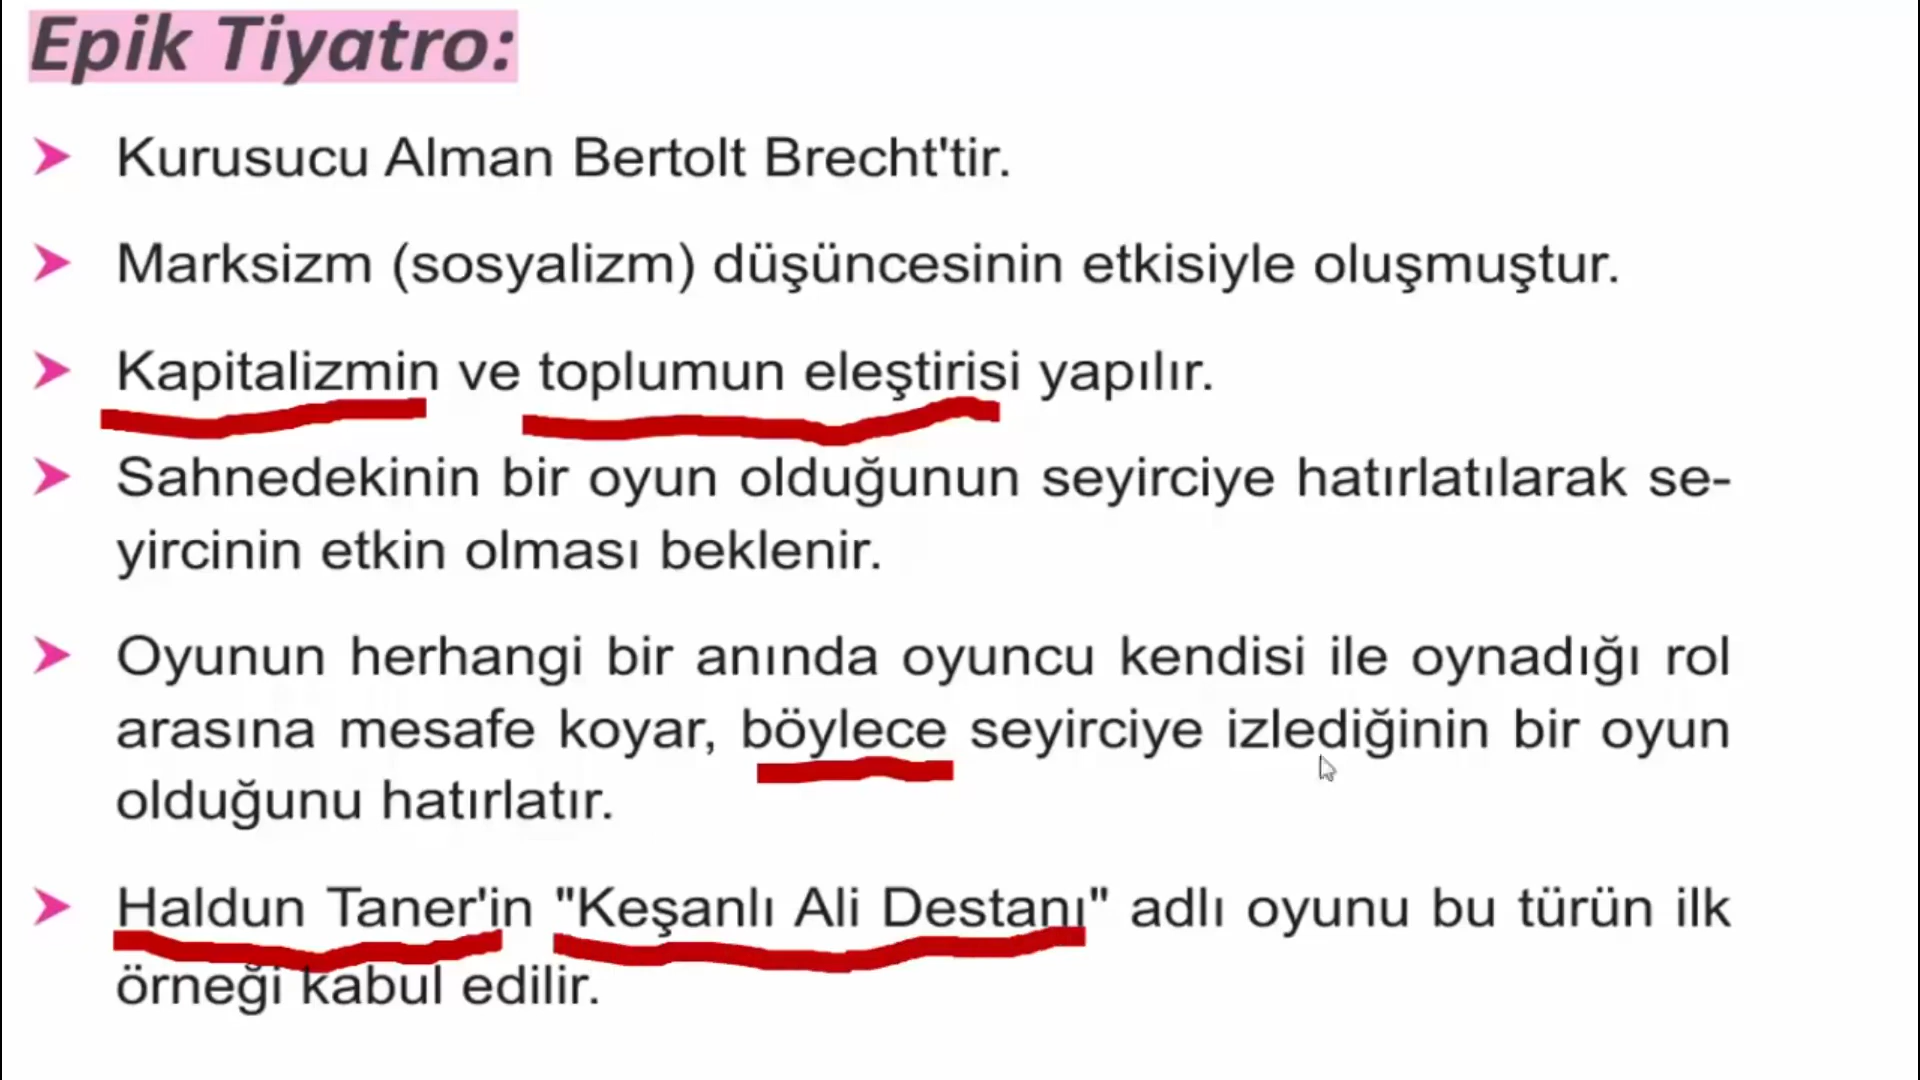 Epik Tiyatro:
➤ Kurusucu Alman Bertolt Brecht'tir.
➤ Marksizm (sosyalizm) düşüncesinin etkisiyle oluşmuştur.
➤ Kapitalizmin ve toplumun eleştirisi yapılır.
➤ Sahnedekinin bir oyun olduğunun seyirciye hatırlatılarak se-
yircinin etkin olması beklenir.
➤ Oyunun herhangi bir anında oyuncu kendisi ile oynadığı rol
arasına mesafe koyar, böylece seyirciye izlediğinin bir oyun
olduğunu hatırlatır.
➤ Haldun Taner'in "Keşanlı Ali Destanı" adlı oyunu bu türün ilk
örneği kabul edilir.